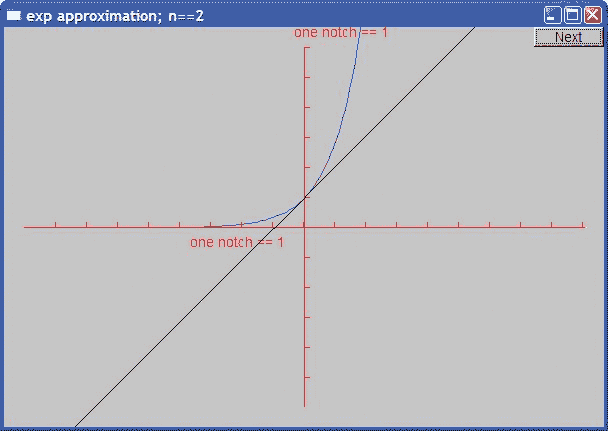 exp approximation; n==2
one notch == 1
Next
one notch == 1